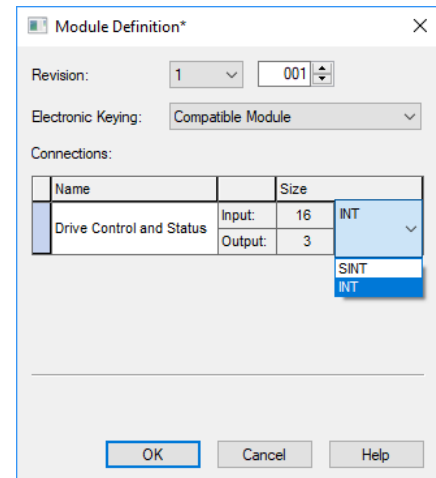 Module Definition*
Revision: 1 001
Electronic Keying: Compatible Module
Connections:
Name Size
Drive Control and Status Input: 16 INT
Output: 3
SINT
INT
OK Cancel Help